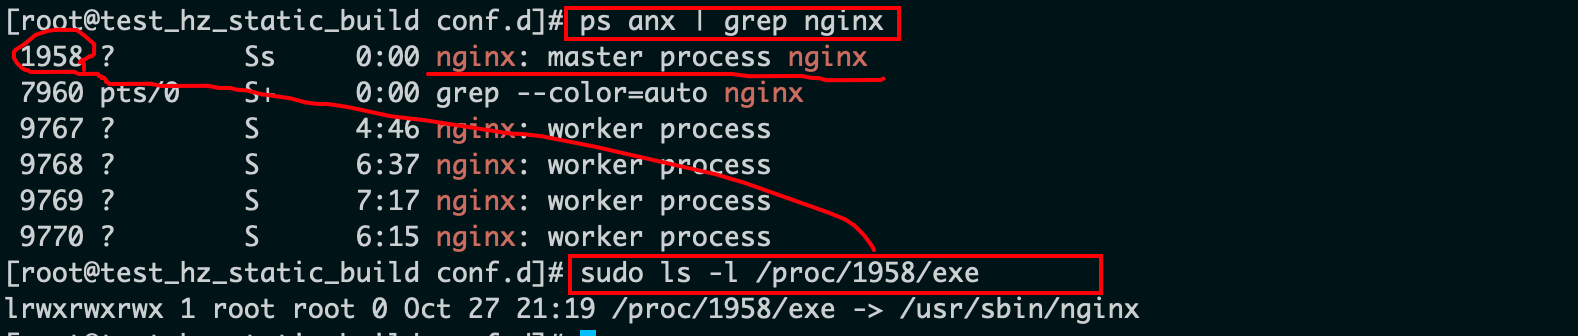 [root@test_hz_static_build conf.d]# ps anx | grep nginx
1958 ? Ss 0:00 nginx: master process nginx
7960 pts/0 S+ 0:00 grep --color=auto nginx
9767 ? S 4:46 nginx: worker process
9768 ? S 6:37 nginx: worker process
9769 ? S 7:17 nginx: worker process
9770 ? S 6:15 nginx: worker process
[root@test_hz_static_build conf.d]# sudo ls -l /proc/1958/exe
lrwxrwxrwx 1 root root 0 Oct 27 21:19 /proc/1958/exe -> /usr/sbin/nginx